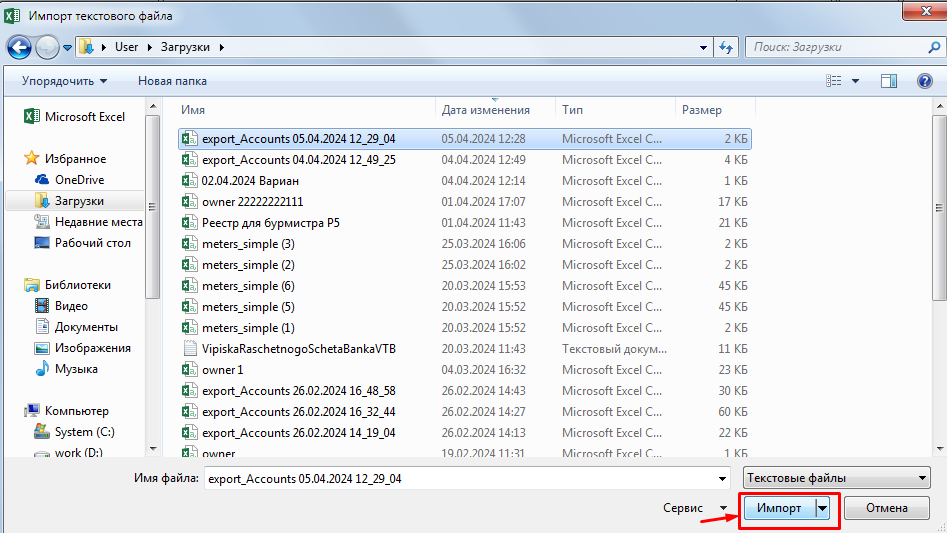 Импорт текстового файла
User Загрузки
Поиск: Загрузки
Упорядочить Новая папка
Имя Дата изменения Тип Размер
Microsoft Excel
Избранное
OneDrive
Загрузки
Недавние места
Рабочий стол
Библиотеки
Видео
Документы
Изображения
Музыка
Компьютер
System (C:)
work (D:)
export_Accounts 05.04.2024 12_29_04 05.04.2024 12:28 Microsoft Excel C... 2 КБ
export_Accounts 04.04.2024 12_49_25 04.04.2024 12:49 Microsoft Excel C... 4 КБ
02.04.2024 Вариан 04.04.2024 12:14 Microsoft Excel C... 1 КБ
owner 22222222111 01.04.2024 17:07 Microsoft Excel C... 17 КБ
Реестр для бурмистра Р5 01.04.2024 11:43 Microsoft Excel C... 21 КБ
meters_simple (3) 25.03.2024 16:06 Microsoft Excel C... 2 КБ
meters_simple (2) 25.03.2024 16:02 Microsoft Excel C... 2 КБ
meters_simple (6) 20.03.2024 15:53 Microsoft Excel C... 45 КБ
meters_simple (5) 20.03.2024 15:52 Microsoft Excel C... 45 КБ
meters_simple (1) 20.03.2024 15:52 Microsoft Excel C... 2 КБ
VipiskaRaschetnogoSchetaBankaVTB 20.03.2024 11:43 Текстовый докум... 11 КБ
owner 1 04.03.2024 16:32 Microsoft Excel C... 23 КБ
export_Accounts 26.02.2024 16_48_58 26.02.2024 14:43 Microsoft Excel C... 30 КБ
export_Accounts 26.02.2024 16_32_44 26.02.2024 14:27 Microsoft Excel C... 60 КБ
export_Accounts 26.02.2024 14_19_04 26.02.2024 14:13 Microsoft Excel C... 22 КБ
owner 19.02.2024 11:31 Microsoft Excel C... 1 КБ
Имя файла: export_Accounts 05.04.2024 12_29_04 Текстовые файлы
Сервис Импорт Отмена